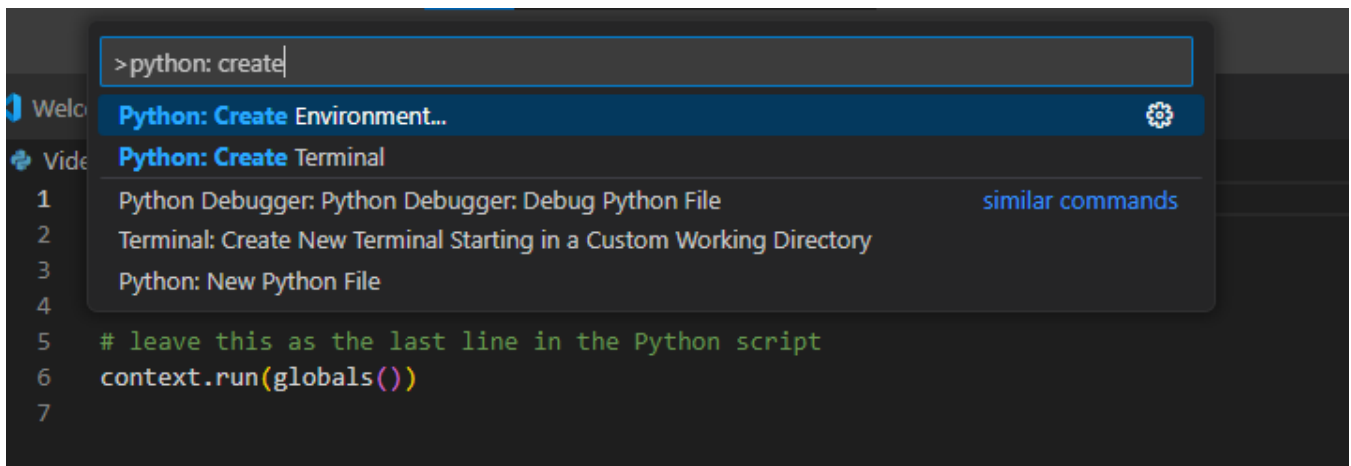 >python: create
Welc
Python: Create Environment...
Vide
Python: Create Terminal
1
Python Debugger: Python Debugger: Debug Python File similar commands
2
Terminal: Create New Terminal Starting in a Custom Working Directory
3
Python: New Python File
4
5 # leave this as the last line in the Python script
6 context.run(globals())
7